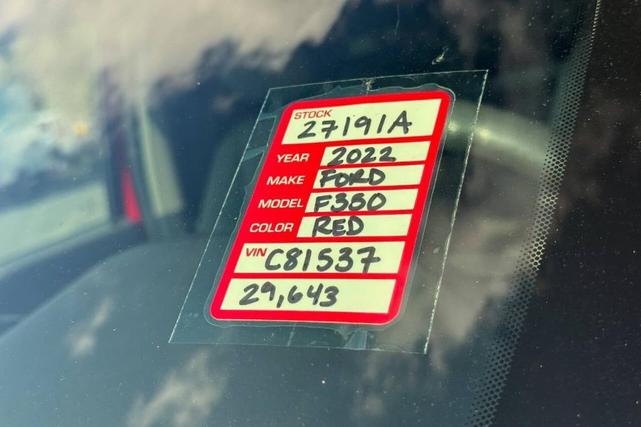 STOCK
27191A
YEAR 2022
MAKE FORD
MODEL F350
COLOR RED
VIN C81537
29,643